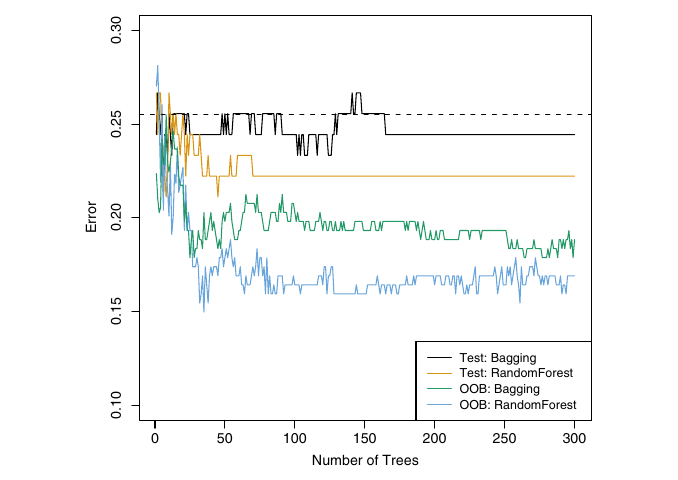 0.30
0.25
0.20
0.15
0.10
Error
0 50 100 150 200 250 300
Number of Trees
Test: Bagging
Test: RandomForest
OOB: Bagging
OOB: RandomForest